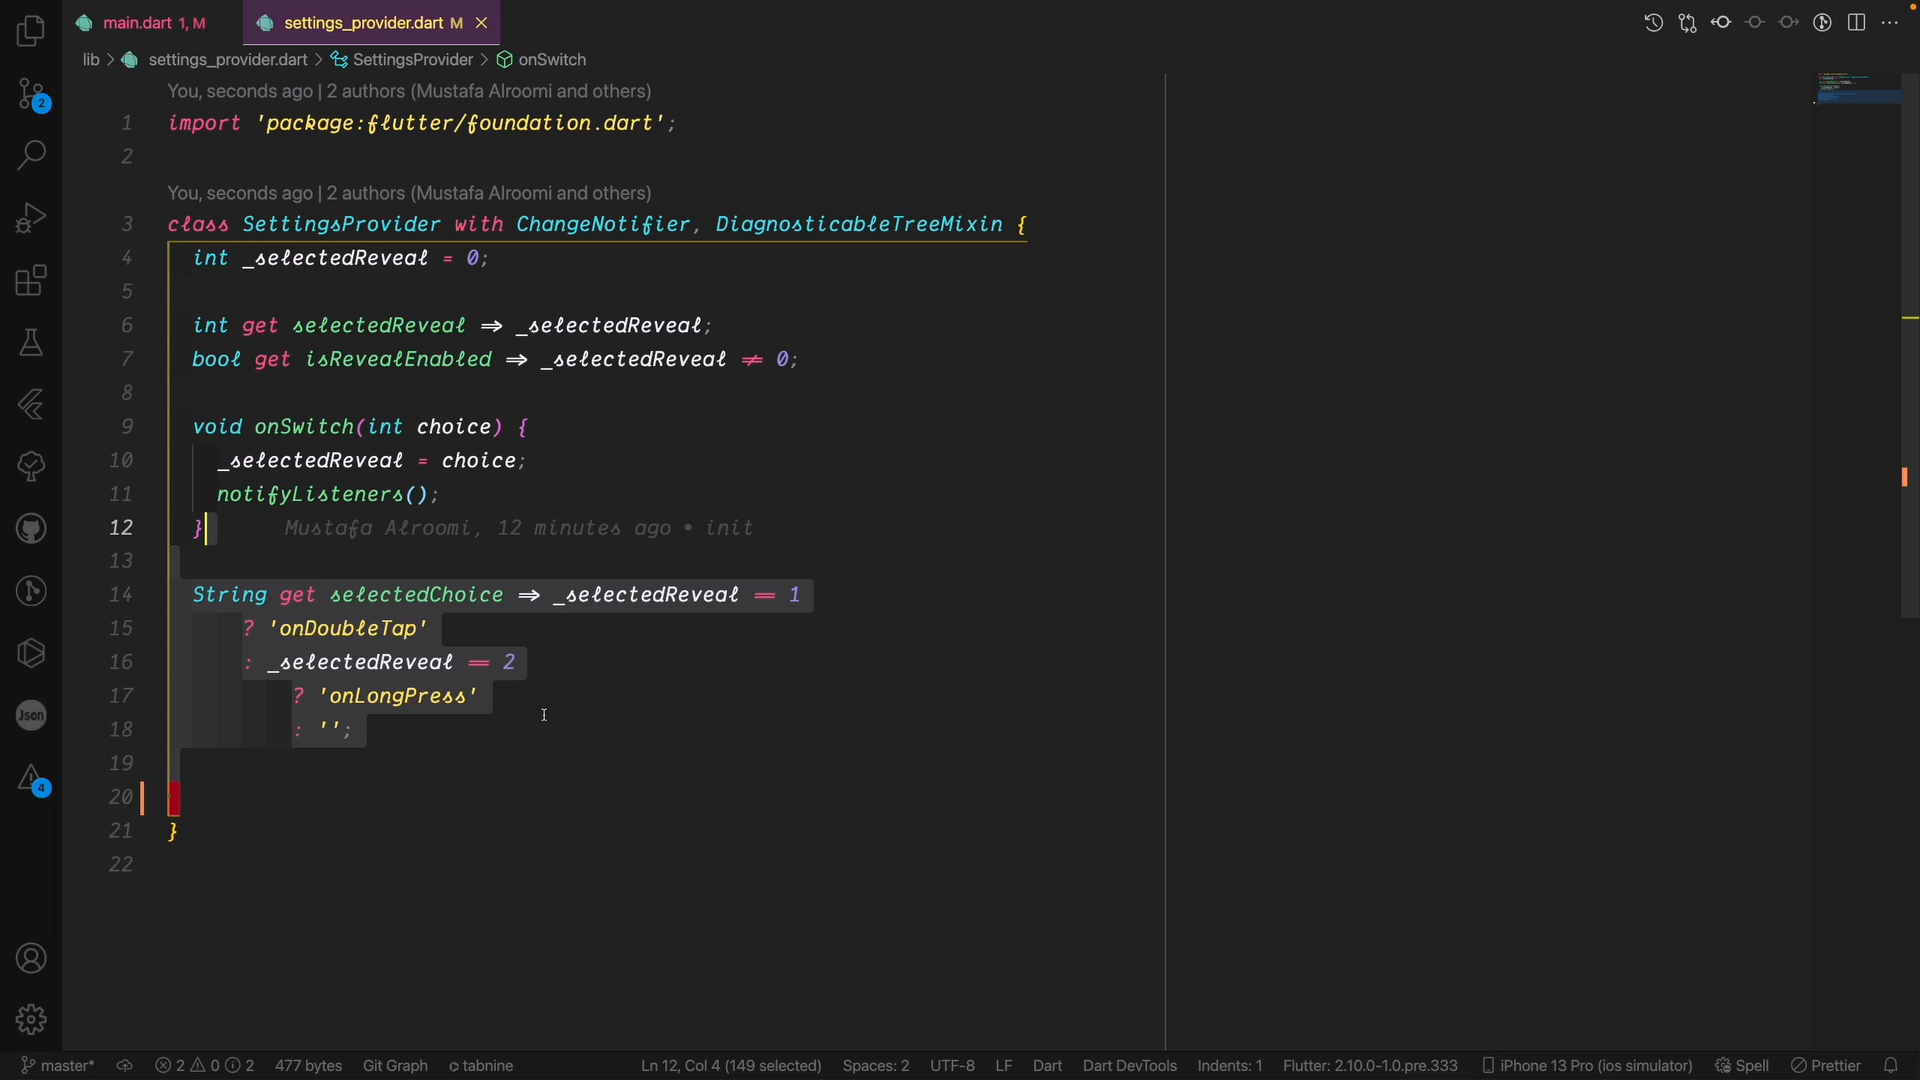 main.dart 1, M
settings_provider.dart M
lib > settings_provider.dart > SettingsProvider > onSwitch
You, seconds ago | 2 authors (Mustafa Alroomi and others)
1 import 'package:flutter/foundation.dart';
2
You, seconds ago | 2 authors (Mustafa Alroomi and others)
3 class SettingsProvider with ChangeNotifier, DiagnosticableTreeMixin {
4 int _selectedReveal = 0;
5
6 int get selectedReveal => _selectedReveal;
7 bool get isRevealEnabled => _selectedReveal != 0;
8
9 void onSwitch(int choice) {
10 _selectedReveal = choice;
11 notifyListeners();
12 } Mustafa Alroomi, 12 minutes ago • init
13
14 String get selectedChoice => _selectedReveal == 1
15 ? 'onDoubleTap'
16 : _selectedReveal == 2
17 ? 'onLongPress'
18 : '';
19
20
21 }
22
2
Json
4
master* 2 0 2 477 bytes Git Graph tabnine Ln 12, Col 4 (149 selected) Spaces: 2 UTF-8 LF Dart Dart DevTools Indents: 1 Flutter: 2.10.0-1.0.pre.333 iPhone 13 Pro (ios simulator) Spell Prettier